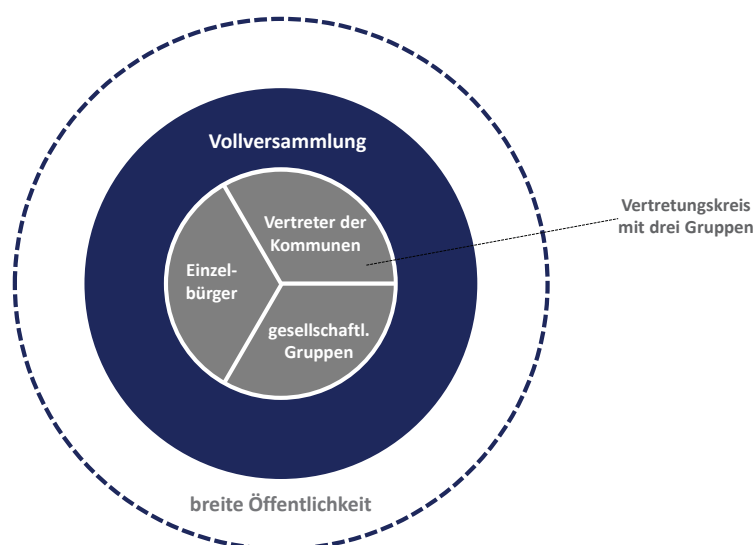 Vollversammlung
Vertreter der
Kommunen
Vertretungskreis
mit drei Gruppen
Einzel-
bürger
gesellschaftl.
Gruppen
breite Öffentlichkeit